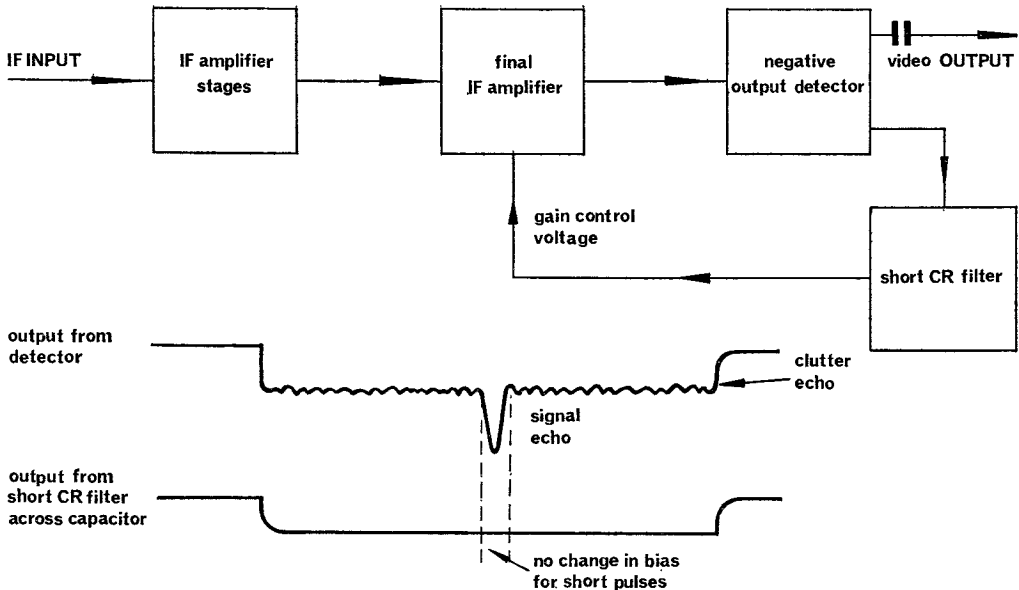 IF INPUT
IF amplifier
stages
final
IF amplifier
negative
output detector
video OUTPUT
gain control
voltage
short CR filter
output from
detector
clutter
echo
signal
echo
output from
short CR filter
across capacitor
no change in bias
for short pulses